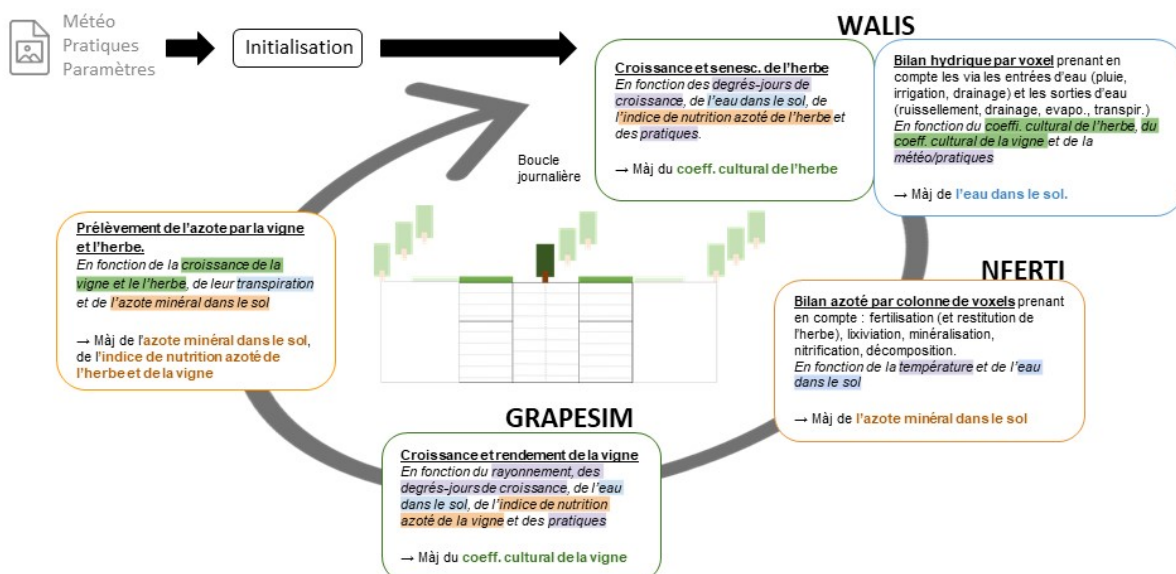 Météo
Pratiques
Paramètres
Initialisation
WALIS
Croissance et senesc. de l'herbe
En fonction des degrés-jours de
croissance, de l'eau dans le sol, de
l'indice de nutrition azoté de l'herbe et
des pratiques.
→ Màj du coeff. cultural de l'herbe
Bilan hydrique par voxel prenant en
compte les via les entrées d'eau (pluie,
irrigation, drainage) et les sorties d'eau
(ruissellement, drainage, evapo., transpir.)
En fonction du coeffi. cultural de l'herbe, du
coeff. cultural de la vigne et de la
météo/pratiques
→ Màj de l'eau dans le sol.
Boucle
journalière
NFERTI
Bilan azoté par colonne de voxels prenant
en compte : fertilisation (et restitution de
l'herbe), lixiviation, minéralisation,
nitrification, décomposition.
En fonction de la température et de l'eau
dans le sol
→ Màj de l'azote minéral dans le sol
GRAPESIM
Croissance et rendement de la vigne
En fonction du rayonnement, des
degrés-jours de croissance, de l'eau
dans le sol, de l'indice de nutrition
azoté de la vigne et des pratiques
→ Màj du coeff. cultural de la vigne
Prélèvement de l'azote par la vigne
et l'herbe.
En fonction de la croissance de la
vigne et le l'herbe, de leur transpiration
et de l'azote minéral dans le sol
→ Màj de l'azote minéral dans le sol,
de l'indice de nutrition azoté de
l'herbe et de la vigne